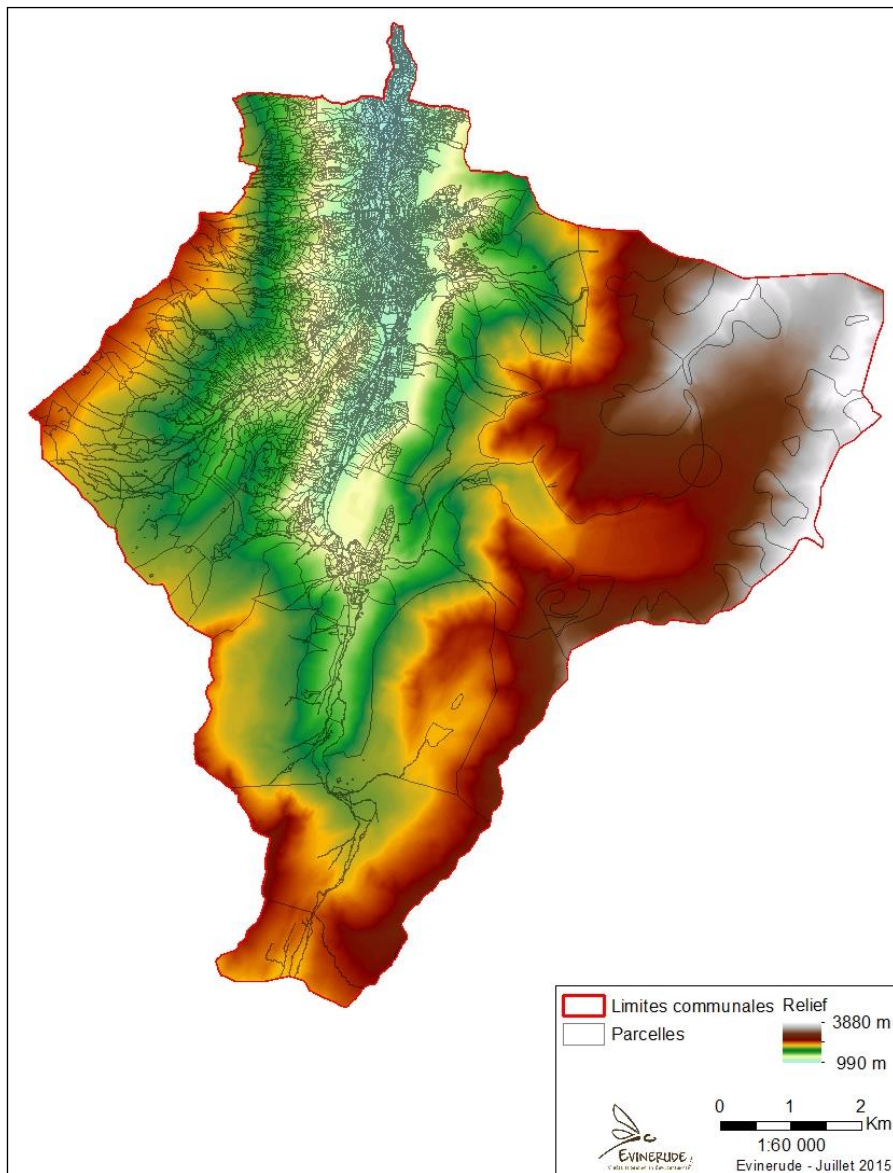 Limites communales
Relief
Parcelles
3880 m
990 m
0 1 2
Km
1:60 000
EVINERUDE
Evinerude - Juillet 2015